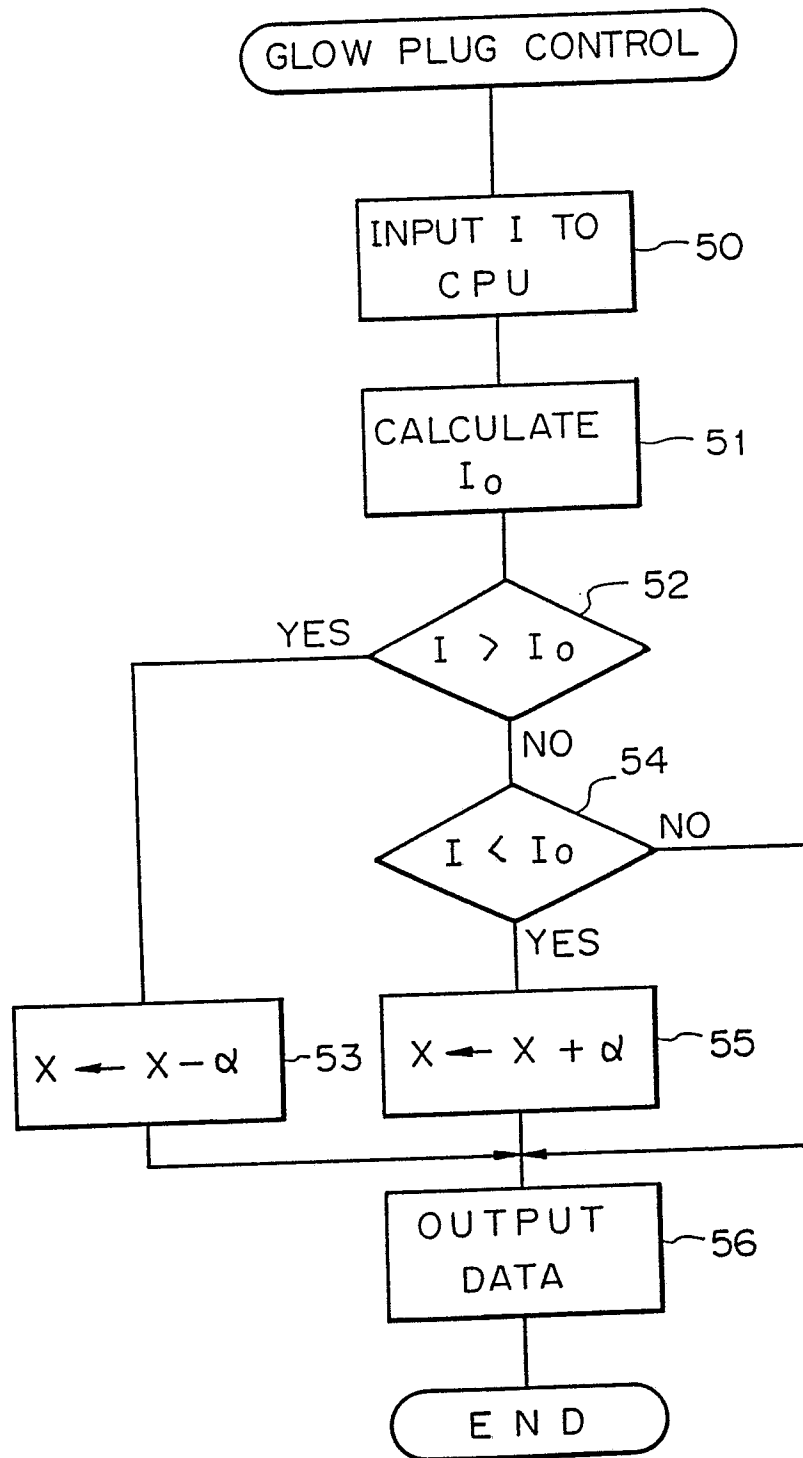 GLOW PLUG CONTROL
INPUT I TO
CPU
50
CALCULATE
Io
51
52
YES
I > Io
NO
54
I < Io
NO
YES
X ← X - α
53
X ← X + α
55
OUTPUT
DATA
56
END